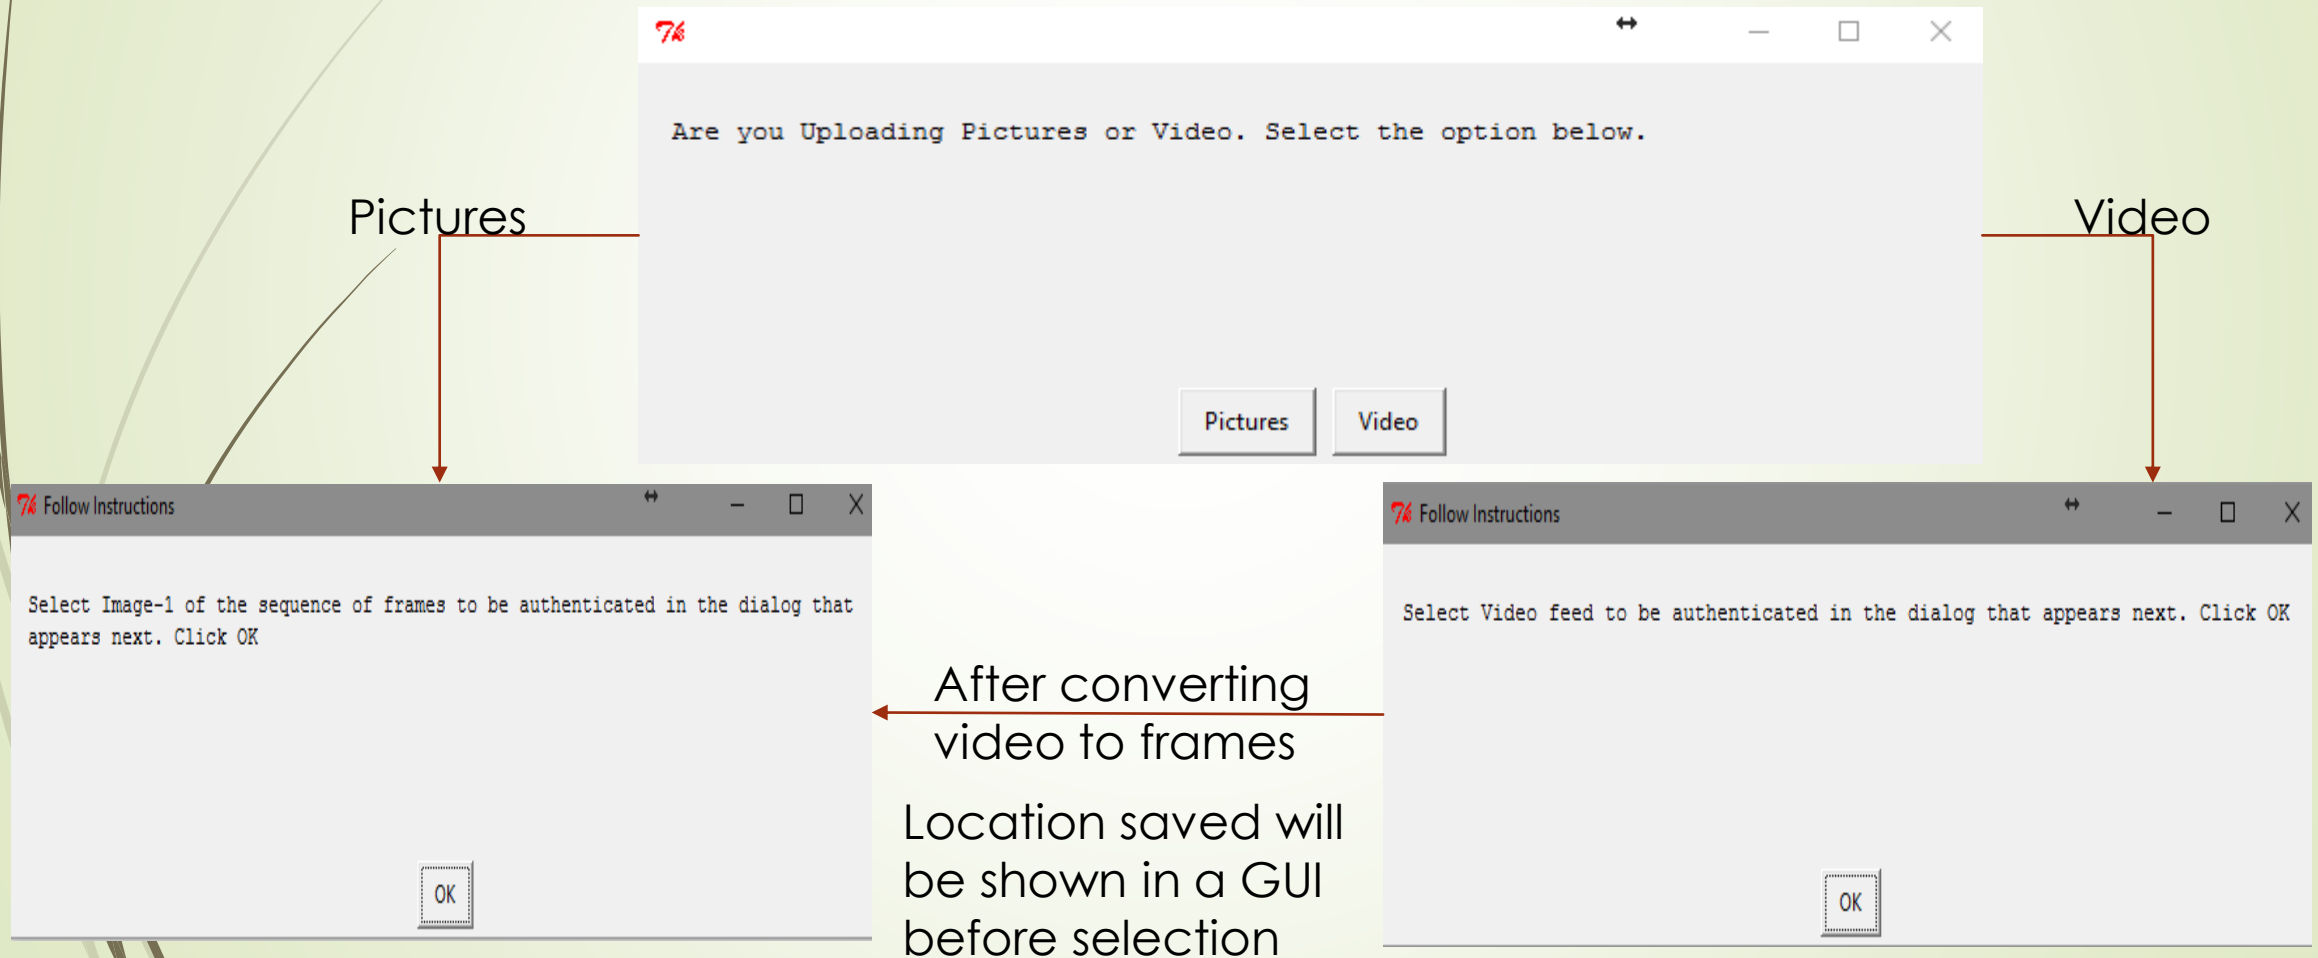 Are you Uploading Pictures or Video. Select the option below.
Pictures Video
Pictures
Video
Follow Instructions
Select Image-1 of the sequence of frames to be authenticated in the dialog that
appears next. Click OK
OK
After converting
video to frames
Location saved will
be shown in a GUI
before selection
Follow Instructions
Select Video feed to be authenticated in the dialog that appears next. Click OK
OK